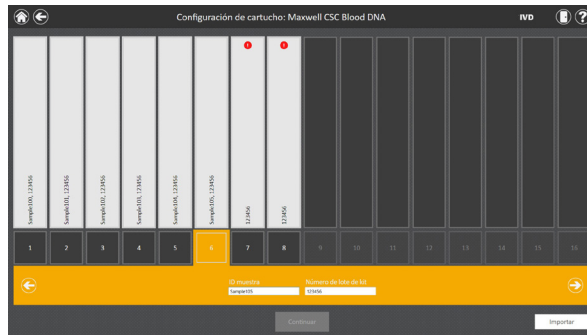 Configuración de cartucho: Maxwell CSC Blood DNA
IVD
Sample100, 123456
Sample101, 123456
Sample102, 123456
Sample103, 123456
Sample104, 123456
Sample105, 123456
123456
123456
1 2 3 4 5 6 7 8 9 10 11 12 13 14 15 16
ID muestra Número de lote de kit
Sample105 123456
Continuar
Importar